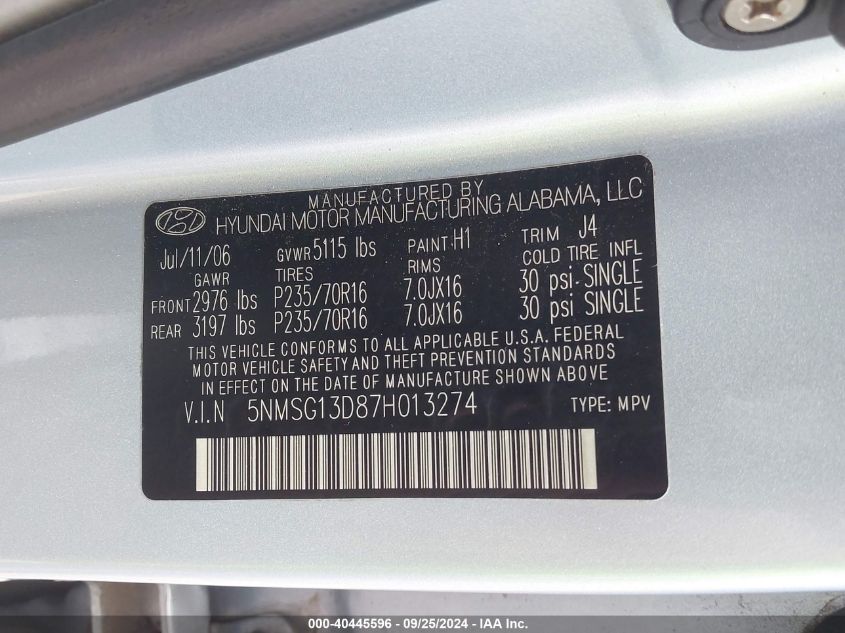 MANUFACTURED BY
HYUNDAI MOTOR MANUFACTURING ALABAMA, LLC
Jul/11/06 GVWR 5115 lbs PAINT H1 TRIM J4
GAWR TIRES RIMS COLD TIRE INFL
FRONT 2976 lbs P235/70R16 7.0JX16 30 psi. SINGLE
REAR 3197 lbs P235/70R16 7.0JX16 30 psi SINGLE
THIS VEHICLE CONFORMS TO ALL APPLICABLE U.S.A. FEDERAL
MOTOR VEHICLE SAFETY AND THEFT PREVENTION STANDARDS
IN EFFECT ON THE DATE OF MANUFACTURE SHOWN ABOVE
V.I.N 5NMSG13D87H013274 TYPE: MPV
000-40445596 - 09/25/2024 - IAA Inc.